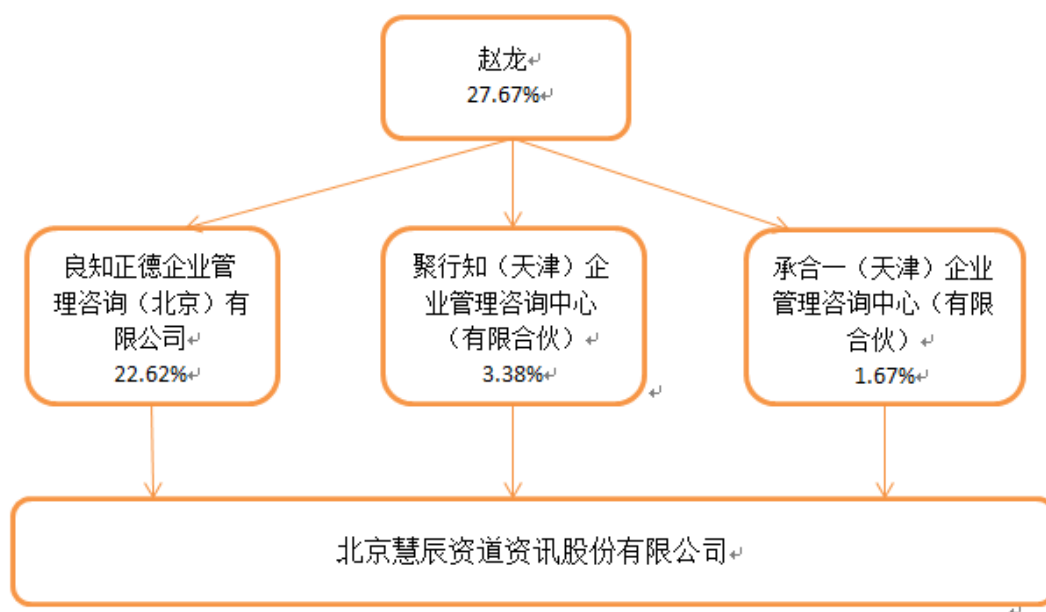 赵龙
27.67%
良知正德企业管
理咨询（北京）有
限公司
22.62%
聚行知（天津）企
业管理咨询中心
（有限合伙）
3.38%
承合一（天津）企业
管理咨询中心（有限
合伙）
1.67%
北京慧辰资道资讯股份有限公司